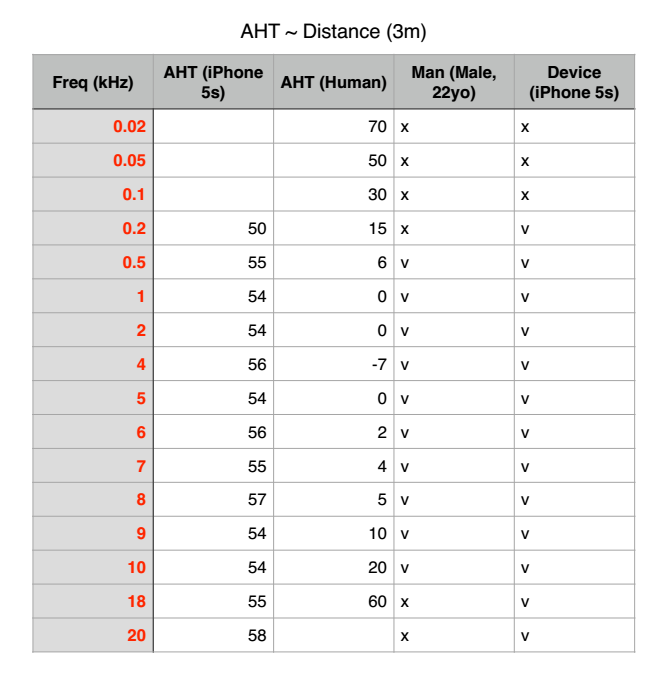 AHT ~ Distance (3m)
Freq (kHz) AHT (iPhone 5s) AHT (Human) Man (Male, 22yo) Device (iPhone 5s)
0.02 70 x x
0.05 50 x x
0.1 30 x x
0.2 50 15 x v
0.5 55 6 v v
1 54 0 v v
2 54 0 v v
4 56 -7 v v
5 54 0 v v
6 56 2 v v
7 55 4 v v
8 57 5 v v
9 54 10 v v
10 54 20 v v
18 55 60 x v
20 58 x v